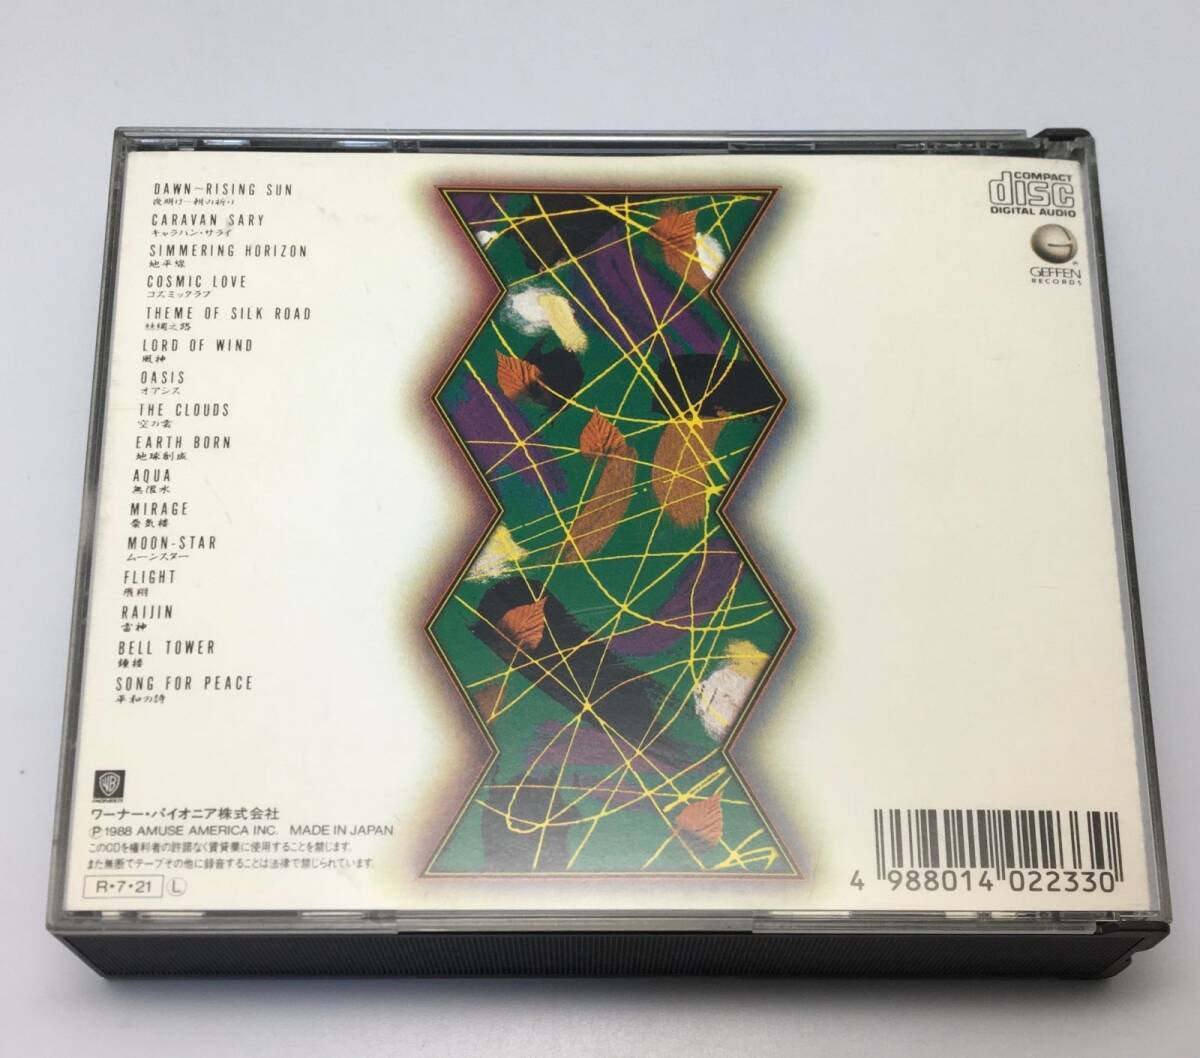 DAWN~RISING SUN
夜明け〜朝の祈り
CARAVAN SARY
キャラバン・サライ
SIMMERING HORIZON
地平線
COSMIC LOVE
コズミックラブ
THEME OF SILK ROAD
絲綢之路
LORD OF WIND
風神
OASIS
オアシス
THE CLOUDS
空の雲
EARTH BORN
地球創成
AQUA
無限水
MIRAGE
蜃気楼
MOON-STAR
ムーンスター
FLIGHT
飛翔
RAIJIN
雷神
BELL TOWER
鐘楼
SONG FOR PEACE
平和の詩
WB
PIONEER
ワーナー・パイオニア株式会社
Ⓟ1988 AMUSE AMERICA INC. MADE IN JAPAN
このCDを権利者の許諾なく賃貸業に使用することを禁じます。
また無断でテープその他に録音することは法律で禁じられています。
R・7・21 Ⓛ
COMPACT
disc
DIGITAL AUDIO
G
®
GEFFEN
RECORDS
4 988014 022330